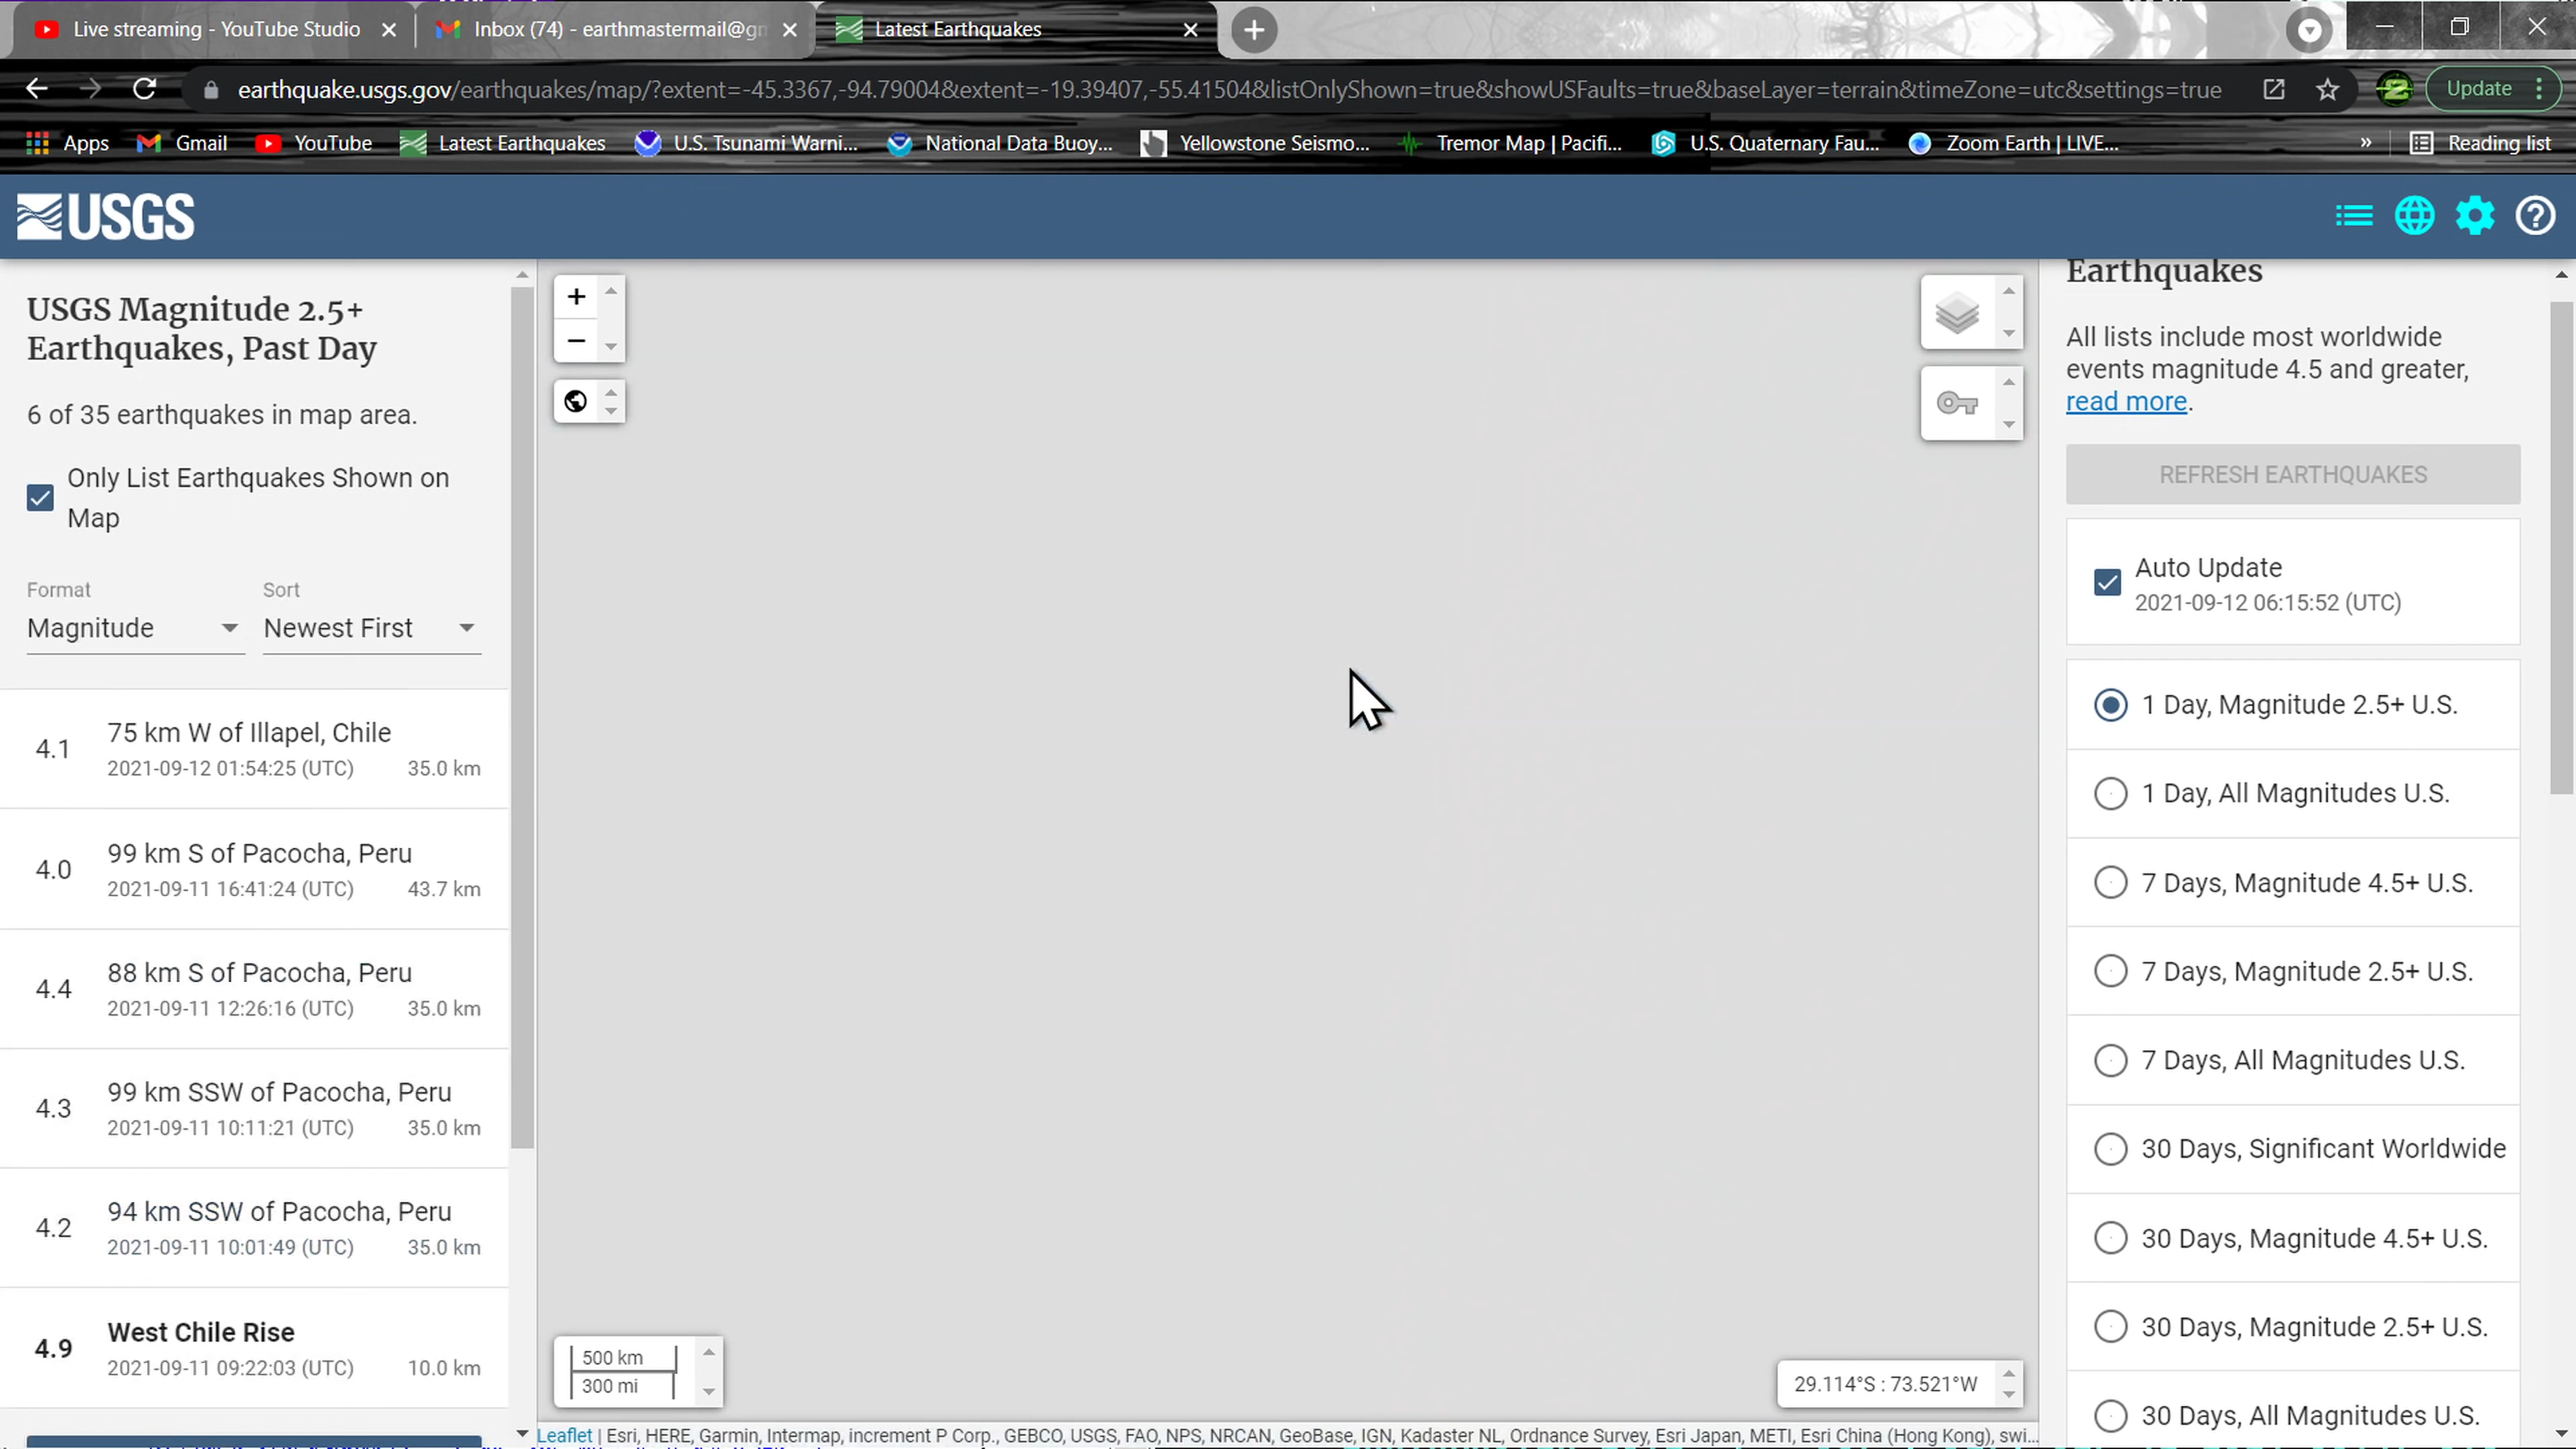 Live streaming - YouTube Studio
Inbox (74) - earthmastermail@gm
Latest Earthquakes
earthquake.usgs.gov/earthquakes/map/?extent=-45.3367,-94.79004&extent=-19.39407,-55.41504&listOnlyShown=true&showUSFaults=true&baseLayer=terrain&timeZone=utc&settings=true
Update
Apps
Gmail
YouTube
Latest Earthquakes
U.S. Tsunami Warni...
National Data Buoy...
Yellowstone Seismo...
Tremor Map | Pacifi...
U.S. Quaternary Fau...
Zoom Earth | LIVE...
»
Reading list
USGS
USGS Magnitude 2.5+
Earthquakes, Past Day
6 of 35 earthquakes in map area.
Only List Earthquakes Shown on
Map
Format
Sort
Magnitude
Newest First
4.1
75 km W of Illapel, Chile
2021-09-12 01:54:25 (UTC)
35.0 km
4.0
99 km S of Pacocha, Peru
2021-09-11 16:41:24 (UTC)
43.7 km
4.4
88 km S of Pacocha, Peru
2021-09-11 12:26:16 (UTC)
35.0 km
4.3
99 km SSW of Pacocha, Peru
2021-09-11 10:11:21 (UTC)
35.0 km
4.2
94 km SSW of Pacocha, Peru
2021-09-11 10:01:49 (UTC)
35.0 km
4.9
West Chile Rise
2021-09-11 09:22:03 (UTC)
10.0 km
+
−
500 km
300 mi
29.114°S : 73.521°W
Leaflet | Esri, HERE, Garmin, Intermap, increment P Corp., GEBCO, USGS, FAO, NPS, NRCAN, GeoBase, IGN, Kadaster NL, Ordnance Survey, Esri Japan, METI, Esri China (Hong Kong), swi...
Earthquakes
All lists include most worldwide
events magnitude 4.5 and greater,
read more.
REFRESH EARTHQUAKES
Auto Update
2021-09-12 06:15:52 (UTC)
1 Day, Magnitude 2.5+ U.S.
1 Day, All Magnitudes U.S.
7 Days, Magnitude 4.5+ U.S.
7 Days, Magnitude 2.5+ U.S.
7 Days, All Magnitudes U.S.
30 Days, Significant Worldwide
30 Days, Magnitude 4.5+ U.S.
30 Days, Magnitude 2.5+ U.S.
30 Days, All Magnitudes U.S.